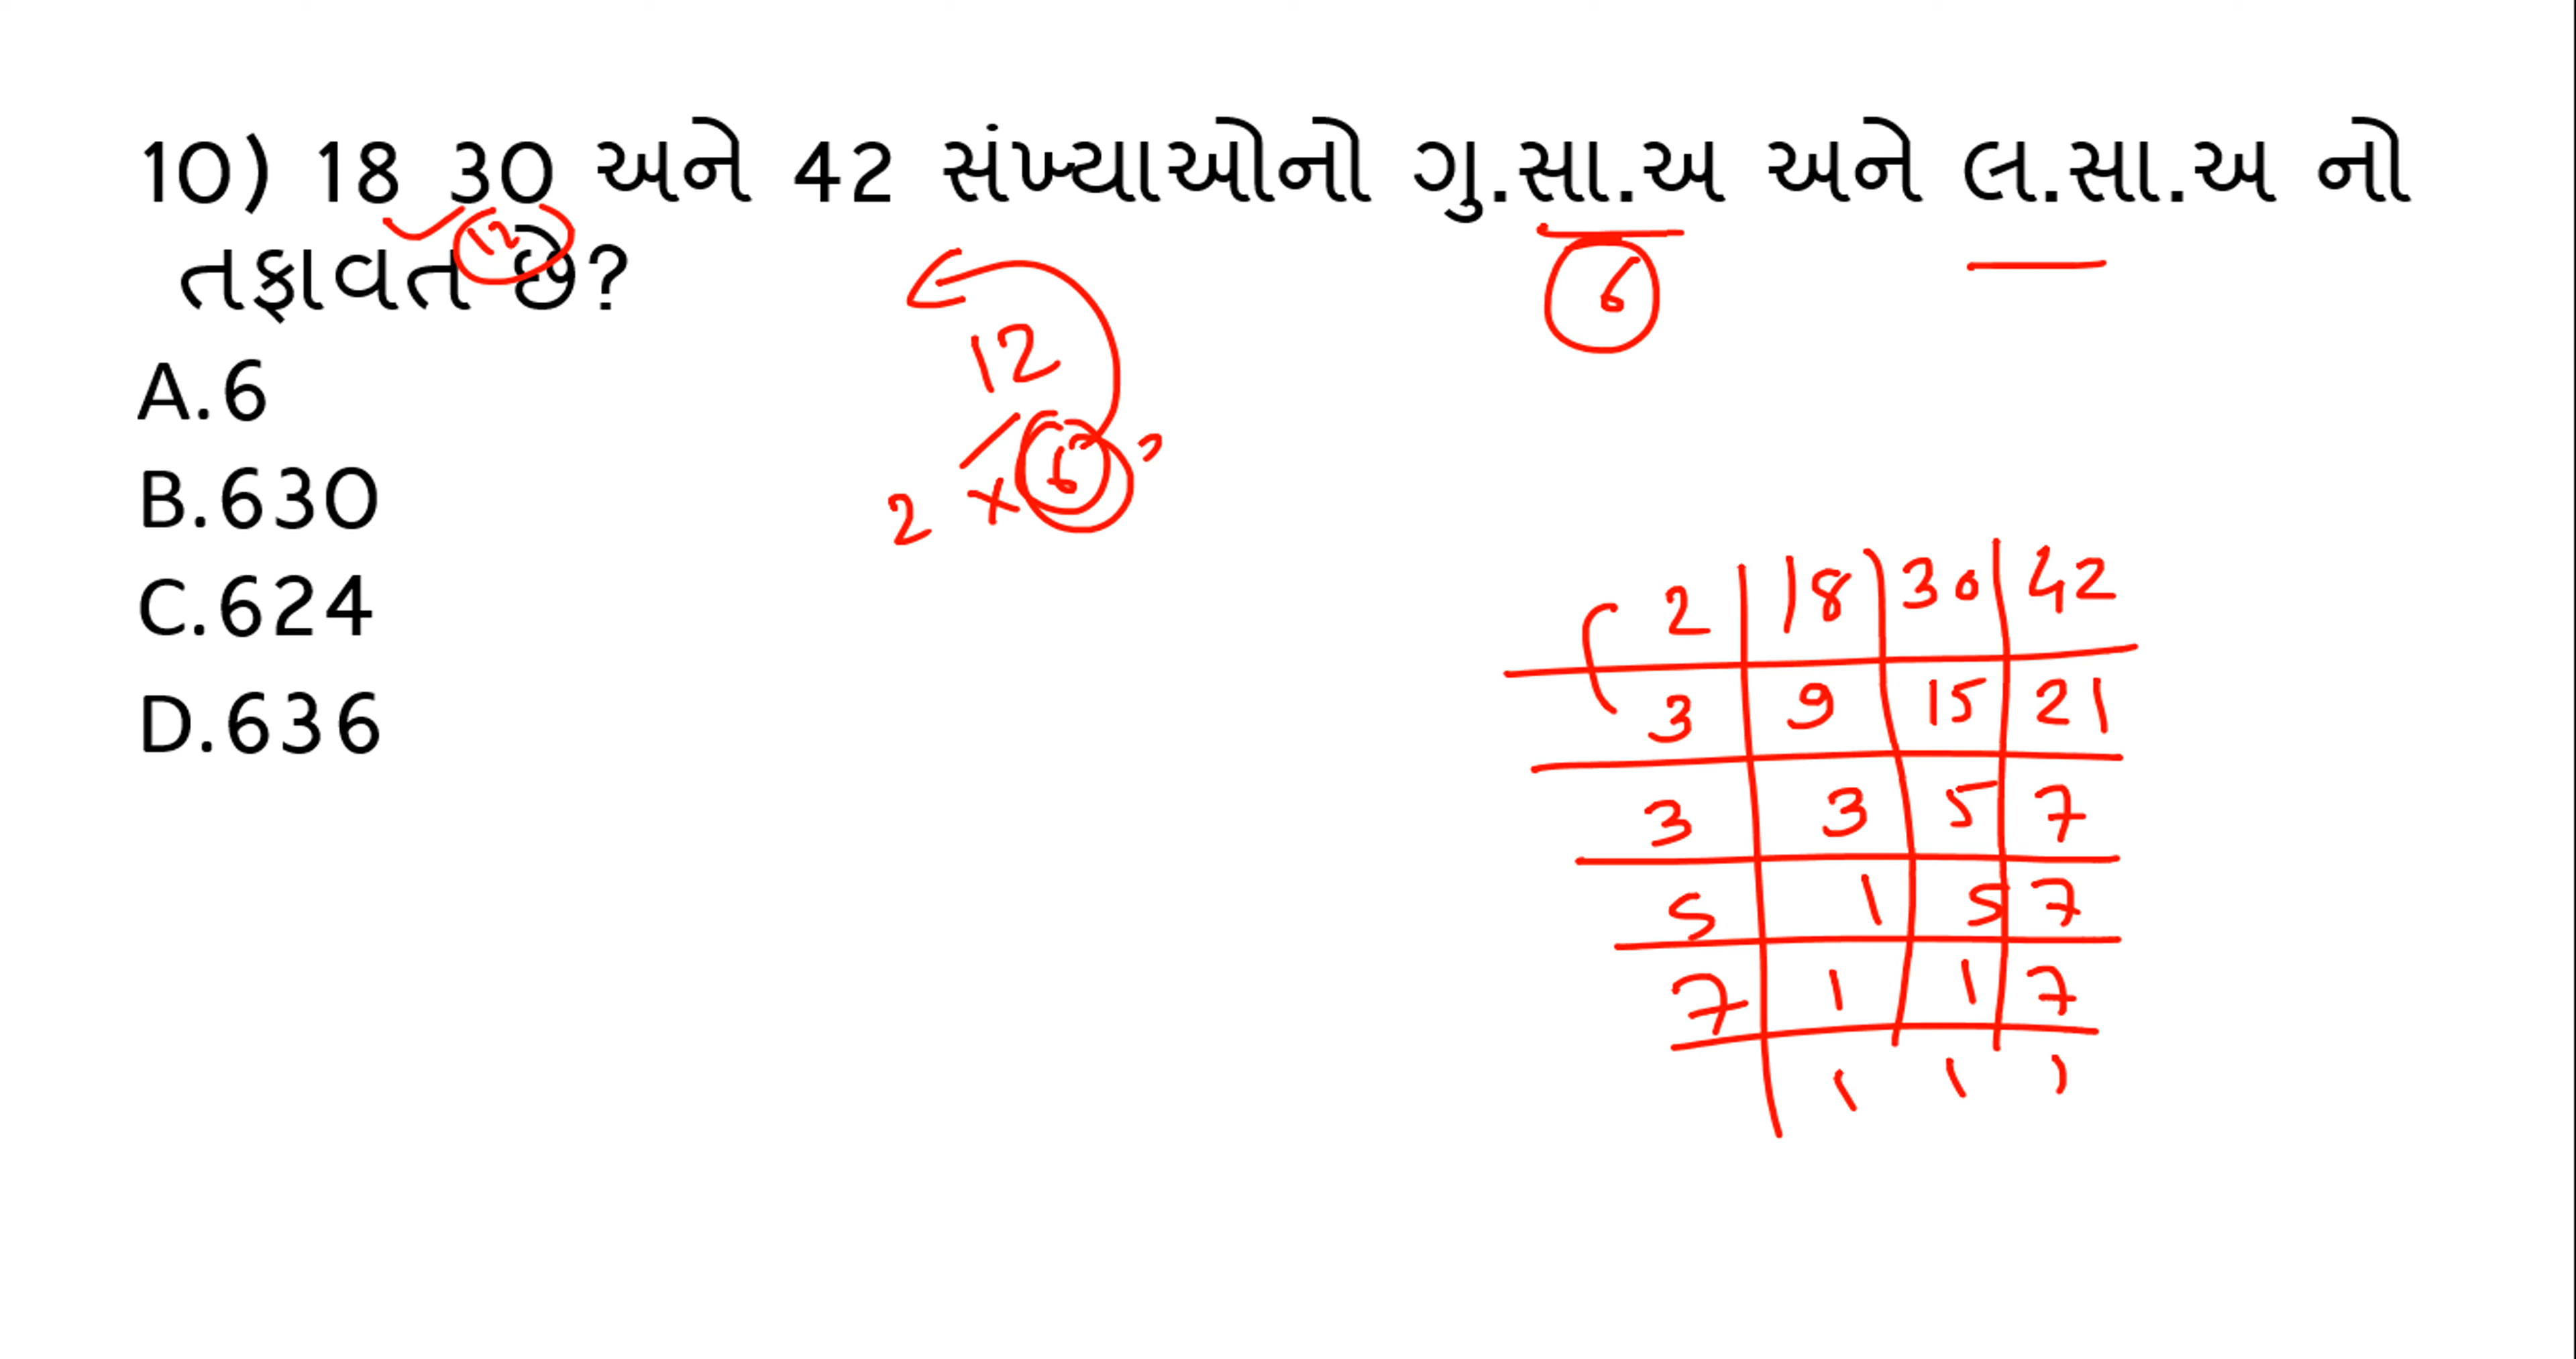 10) 18 30 અને 42 સંખ્યાઓનો ગુ.સા.અ અને લ.સા.અ નો
12
તફાવત છે?
6
12
2 × 6
A.6
B.630
C.624
D.636
2 18 30 42
3 9 15 21
3 3 5 7
5 1 5 7
7 1 1 7
1 1 1